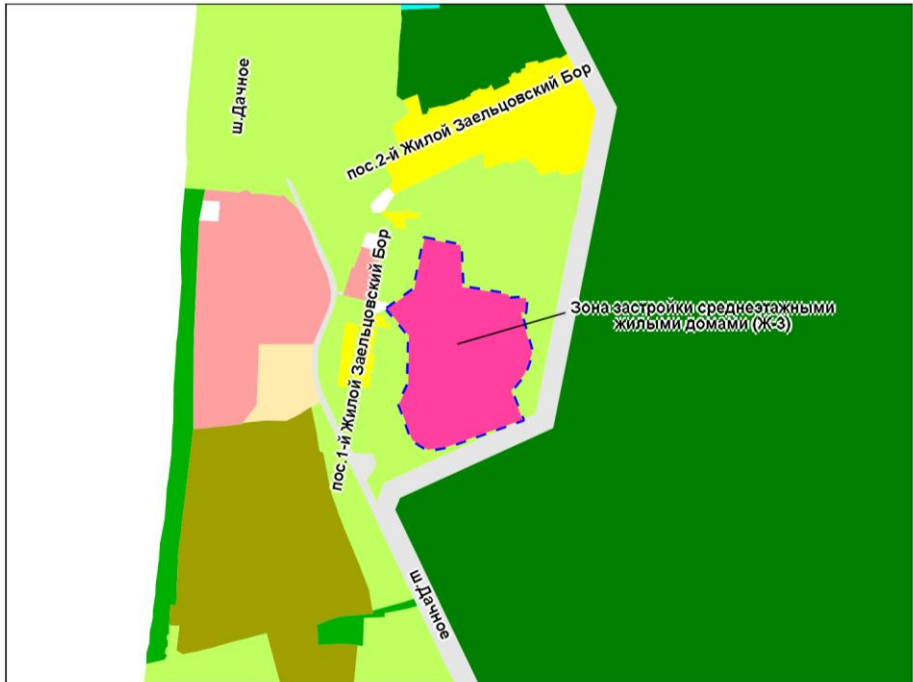 ш.Дачное
пос.2-й Жилой Заельцовский Бор
пос.1-й Жилой Заельцовский Бор
Зона застройки среднеэтажными
жилыми домами (Ж-3)
ш.Дачное